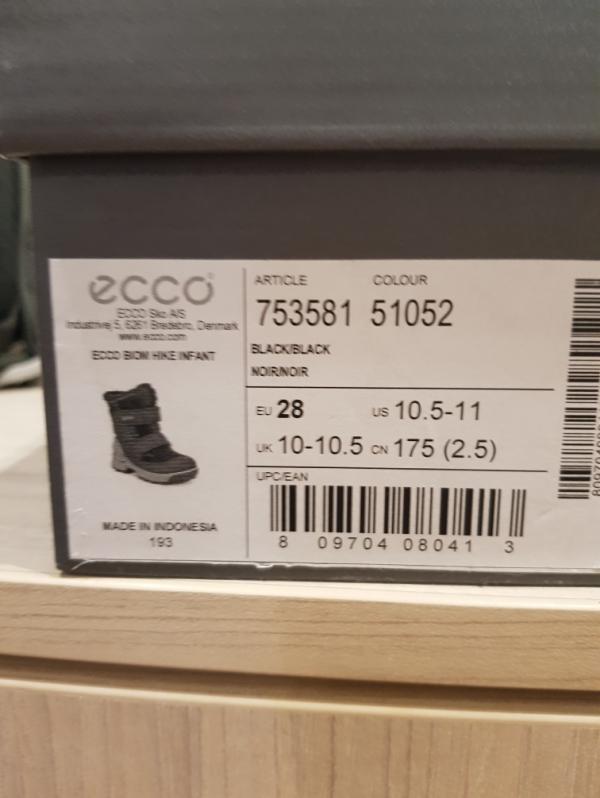 ecco
ECCO Sko A/S
Industrivej 5, 6261 Bredebro, Denmark
www.ecco.com
ECCO BIOM HIKE INFANT
MADE IN INDONESIA
193
ARTICLE COLOUR
753581 51052
BLACK/BLACK
NOIR/NOIR
EU 28 US 10.5-11
UK 10-10.5 CN 175 (2.5)
UPC/EAN
8 09704 08041 3